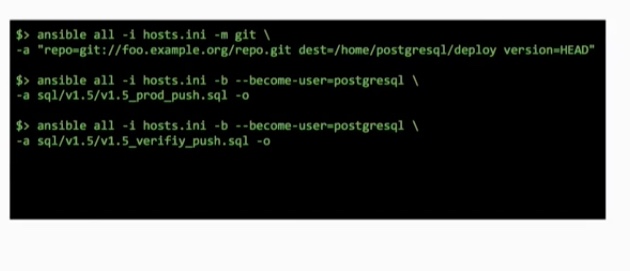 $> ansible all -i hosts.ini -m git \
-a "repo=git://foo.example.org/repo.git dest=/home/postgresql/deploy version=HEAD"
$> ansible all -i hosts.ini -b --become-user=postgresql \
-a sql/v1.5/v1.5_prod_push.sql -o
$> ansible all -i hosts.ini -b --become-user=postgresql \
-a sql/v1.5/v1.5_verifiy_push.sql -o